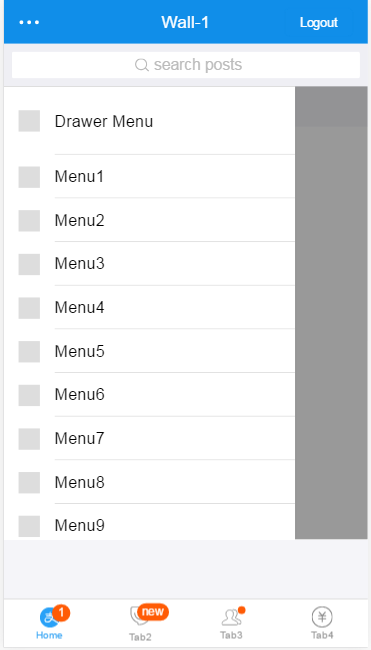 ••• Wall-1 Logout
search posts
Drawer Menu
Menu1
Menu2
Menu3
Menu4
Menu5
Menu6
Menu7
Menu8
Menu9
1 new ¥
Home Tab2 Tab3 Tab4